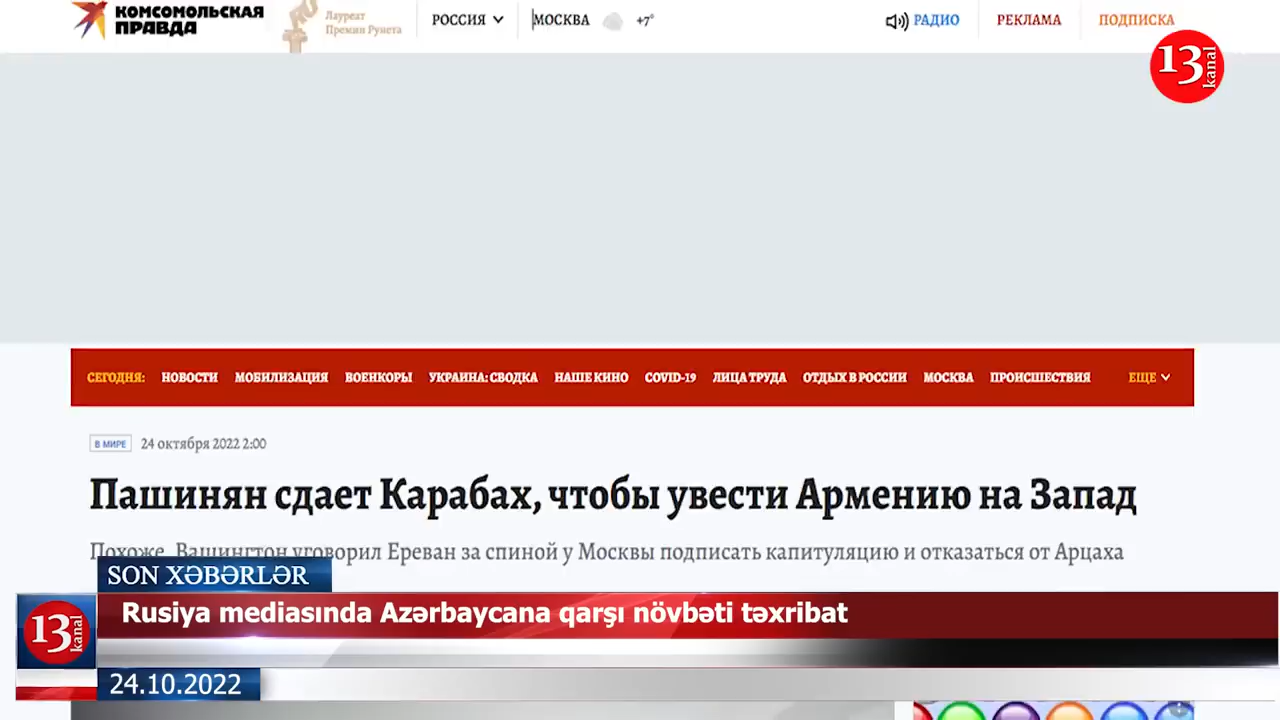 КОМСОМОЛЬСКАЯ
ПРАВДА
Лауреат
Премии Рунета
РОССИЯ
МОСКВА
+7°
РАДИО
РЕКЛАМА
ПОДПИСКА
13 kanal
СЕГОДНЯ: НОВОСТИ МОБИЛИЗАЦИЯ ВОЕНКОРЫ УКРАИНА: СВОДКА НАШЕ КИНО COVID-19 ЛИЦА ТРУДА ОТДЫХ В РОССИИ МОСКВА ПРОИСШЕСТВИЯ ЕЩЕ
В МИРЕ 24 октября 2022 2:00
Пашинян сдает Карабах, чтобы увести Армению на Запад
Похоже, Вашингтон уговорил Ереван за спиной у Москвы подписать капитуляцию и отказаться от Арцаха
SON XƏBƏRLƏR
Rusiya mediasında Azərbaycana qarşı növbəti təxribat
13 kanal
24.10.2022